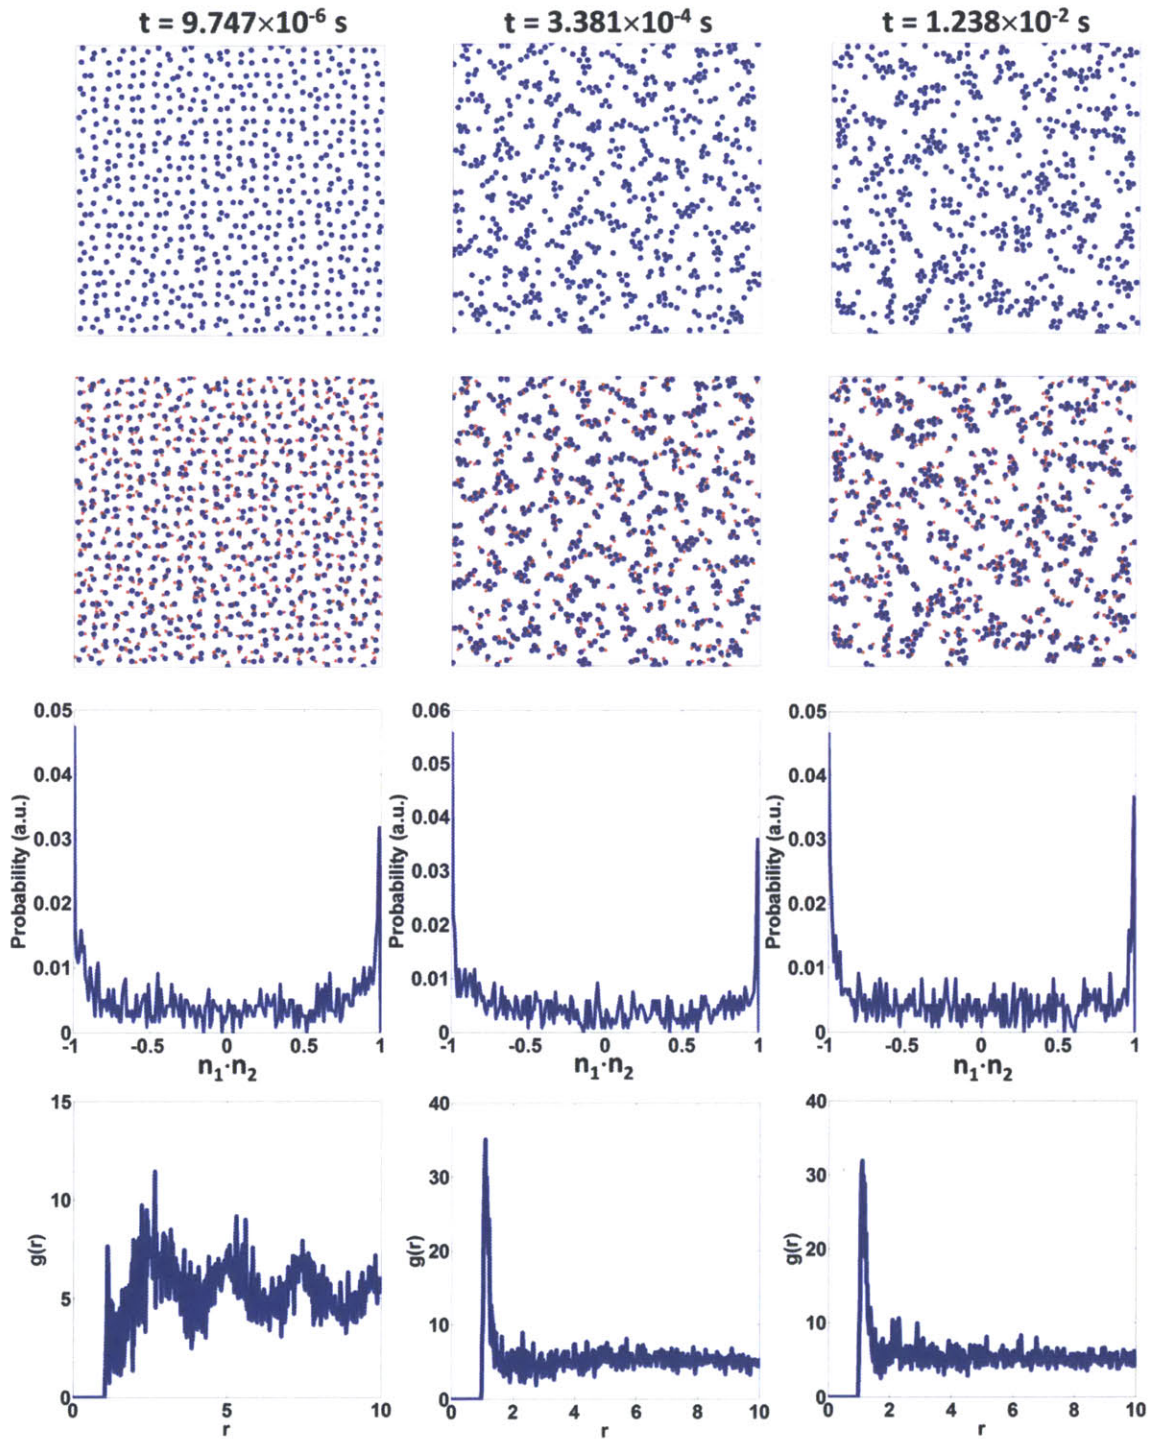 t = 9.747×10⁻⁶ s t = 3.381×10⁻⁴ s t = 1.238×10⁻² s
0.05 0.06 0.05
0.05
0.04 0.04
0.04
0.03 0.03
0.03
0.02 0.02
0.02
0.01 0.01 0.01
0 0 0
Probability (a.u.) Probability (a.u.) Probability (a.u.)
-1 -0.5 0 0.5 1 -1 -0.5 0 0.5 1 -1 -0.5 0 0.5 1
n₁·n₂ n₁·n₂ n₁·n₂
15 40 40
30 30
10
20 20
5
10 10
0 0 0
g(r) g(r) g(r)
0 5 10 0 2 4 6 8 10 0 2 4 6 8 10
r r r